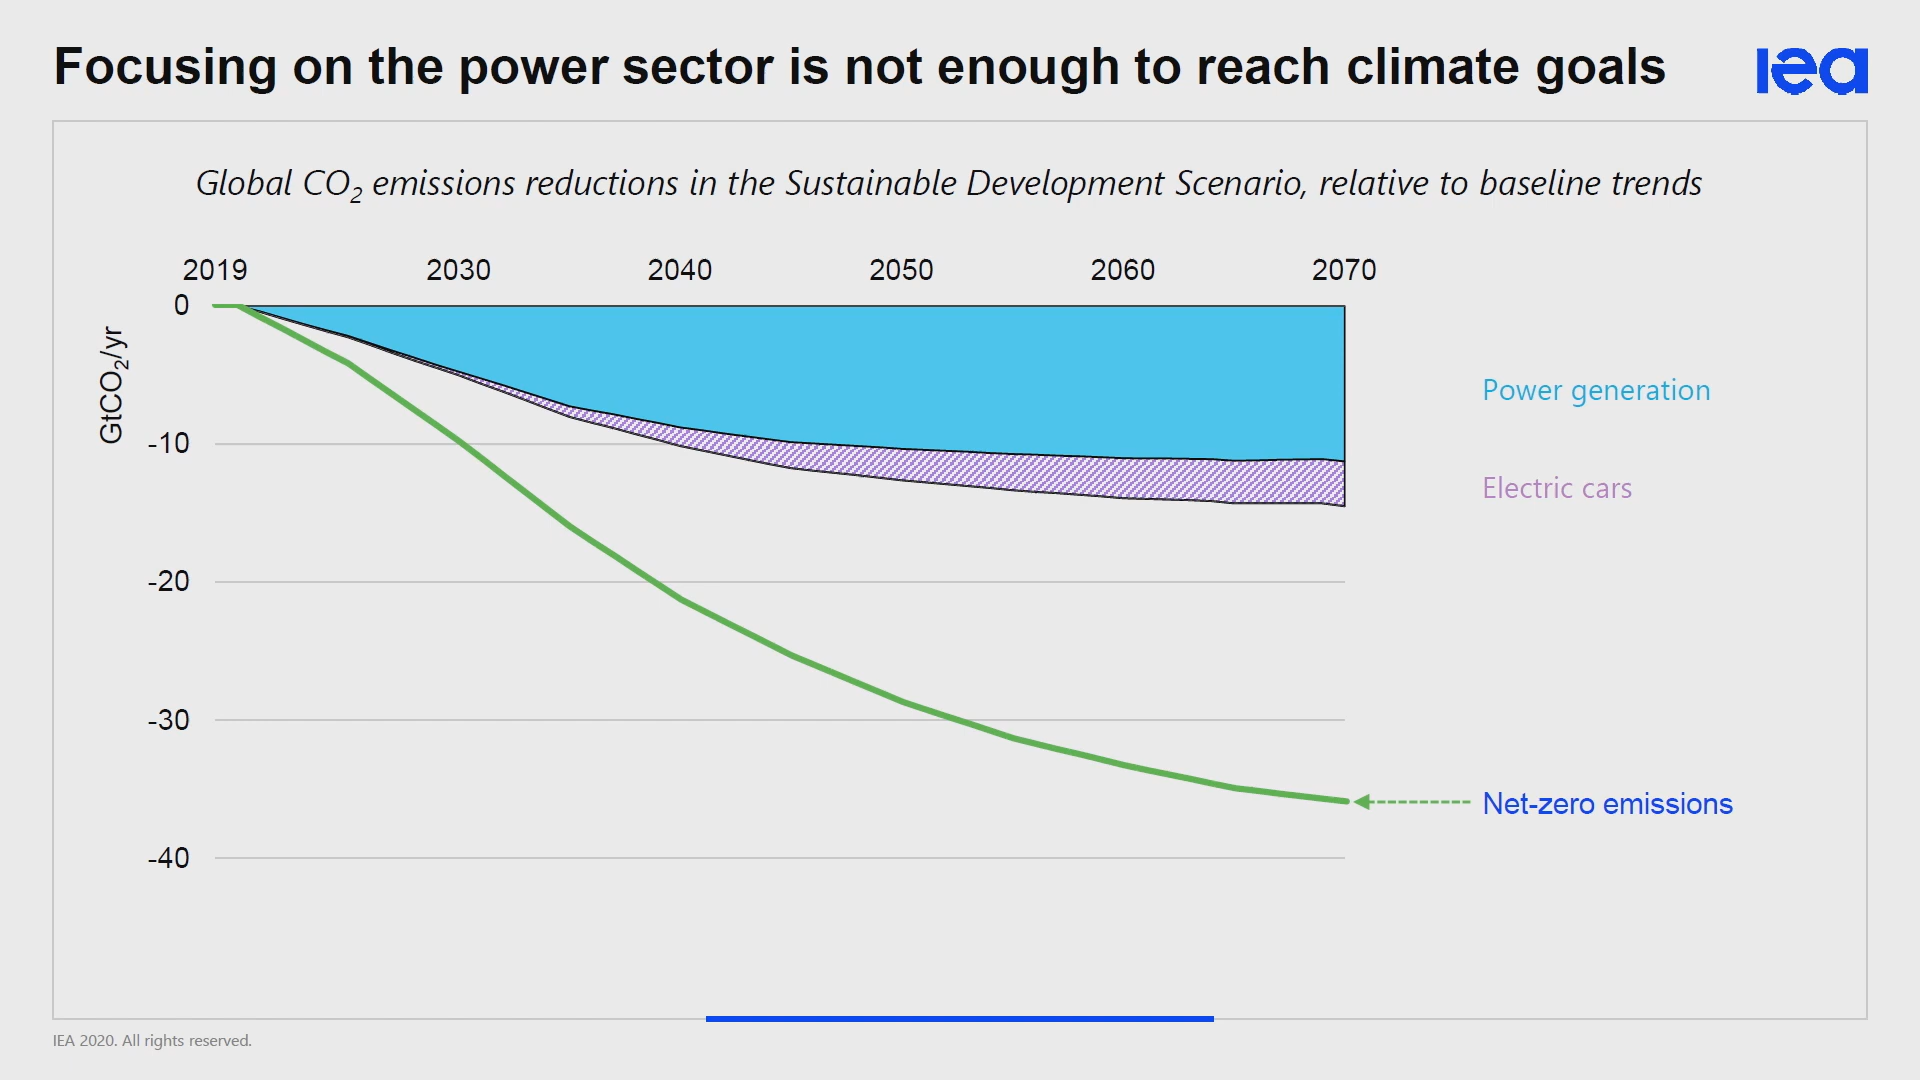 Focusing on the power sector is not enough to reach climate goals
iea
Global CO₂ emissions reductions in the Sustainable Development Scenario, relative to baseline trends
2019 2030 2040 2050 2060 2070
0
GtCO₂/yr
Power generation
-10
Electric cars
-20
-30
Net-zero emissions
-40
IEA 2020. All rights reserved.